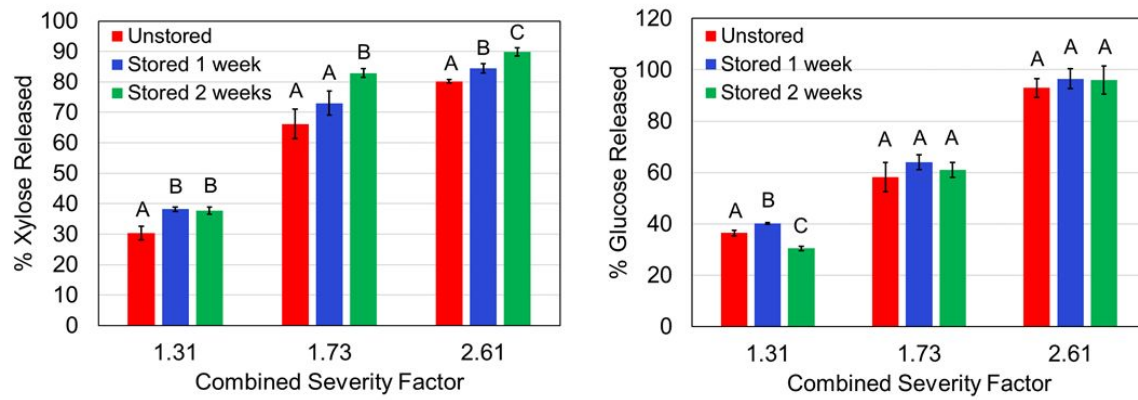 % Xylose Released
100
90
80
70
60
50
40
30
20
10
0
Unstored
Stored 1 week
Stored 2 weeks
A B B
A A B
A B C
1.31 1.73 2.61
Combined Severity Factor
% Glucose Released
120
100
80
60
40
20
0
Unstored
Stored 1 week
Stored 2 weeks
A B C
A A A
A A A
1.31 1.73 2.61
Combined Severity Factor